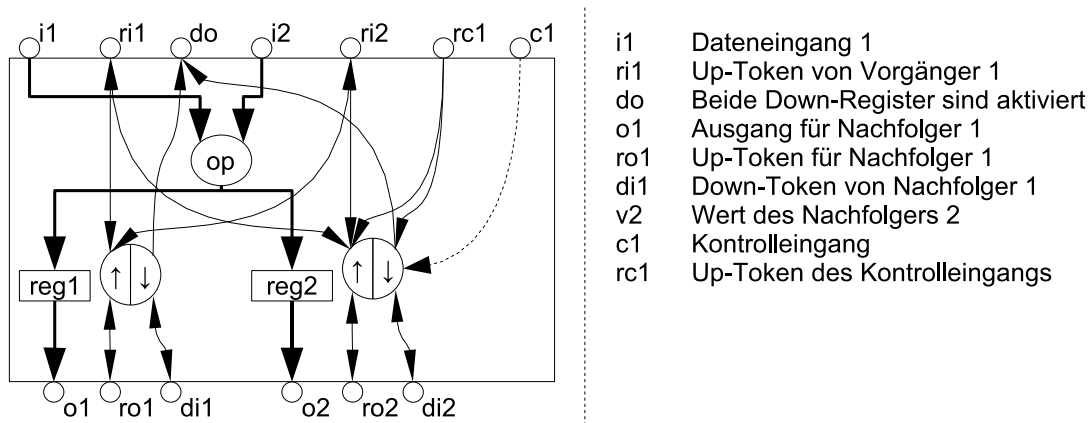 i1 ri1 do i2 ri2 rc1 c1
op
↑ ↓ ↑ ↓
reg1 reg2
o1 ro1 di1 o2 ro2 di2
i1 Dateneingang 1
ri1 Up-Token von Vorgänger 1
do Beide Down-Register sind aktiviert
o1 Ausgang für Nachfolger 1
ro1 Up-Token für Nachfolger 1
di1 Down-Token von Nachfolger 1
v2 Wert des Nachfolgers 2
c1 Kontrolleingang
rc1 Up-Token des Kontrolleingangs